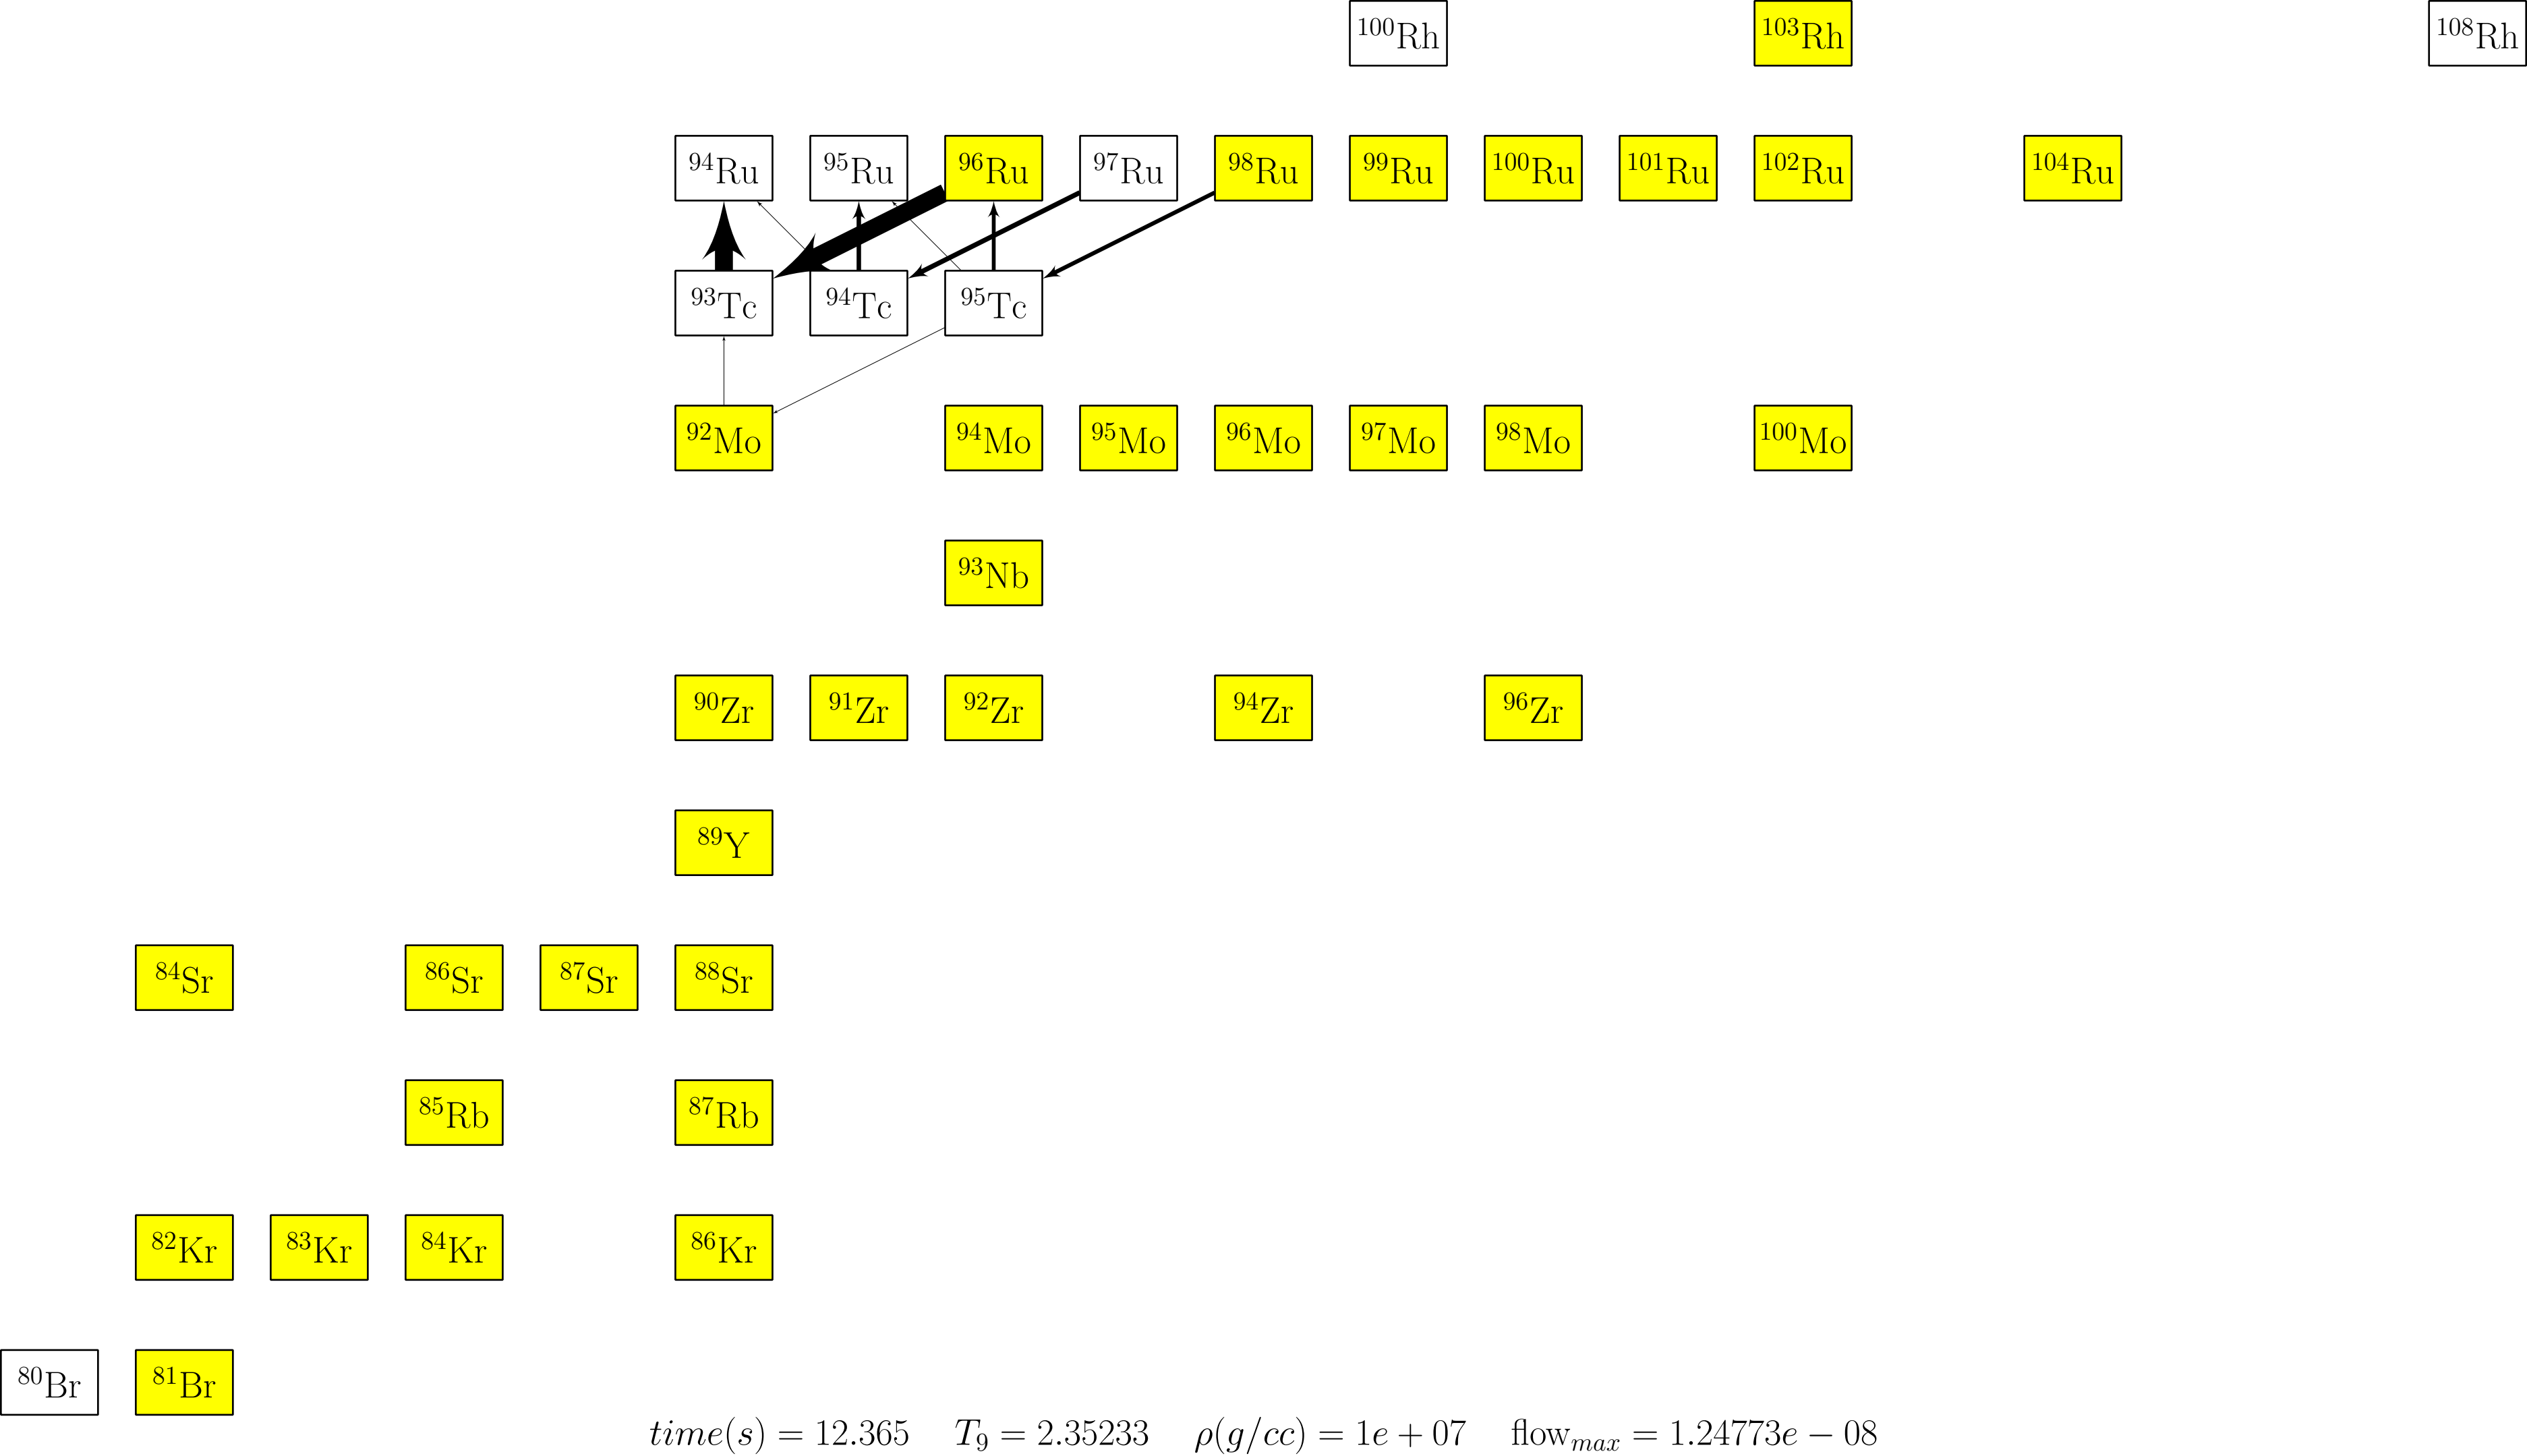 ¹⁰⁰Rh ¹⁰³Rh ¹⁰⁸Rh
⁹⁴Ru ⁹⁵Ru ⁹⁶Ru ⁹⁷Ru ⁹⁸Ru ⁹⁹Ru ¹⁰⁰Ru ¹⁰¹Ru ¹⁰²Ru ¹⁰⁴Ru
⁹³Tc ⁹⁴Tc ⁹⁵Tc
⁹²Mo ⁹⁴Mo ⁹⁵Mo ⁹⁶Mo ⁹⁷Mo ⁹⁸Mo ¹⁰⁰Mo
⁹³Nb
⁹⁰Zr ⁹¹Zr ⁹²Zr ⁹⁴Zr ⁹⁶Zr
⁸⁹Y
⁸⁴Sr ⁸⁶Sr ⁸⁷Sr ⁸⁸Sr
⁸⁵Rb ⁸⁷Rb
⁸²Kr ⁸³Kr ⁸⁴Kr ⁸⁶Kr
⁸⁰Br ⁸¹Br
time(s) = 12.365 T₉ = 2.35233 ρ(g/cc) = 1e + 07 flow_max = 1.24773e − 08